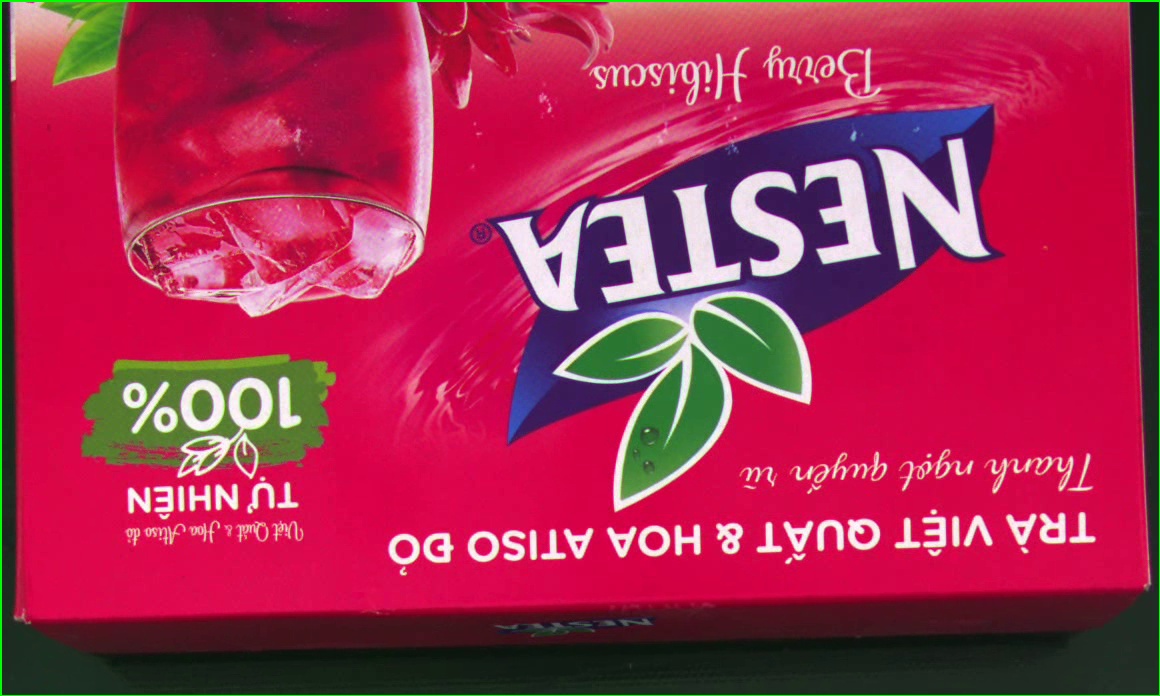 TRÀ VIỆT QUẤT & HOA ATISO ĐỎ
Thanh ngọt quyến rũ
NESTEA®
Berry Hibiscus
Việt Quất & Hoa Atiso đỏ
TỰ NHIÊN
100%
NESTEA